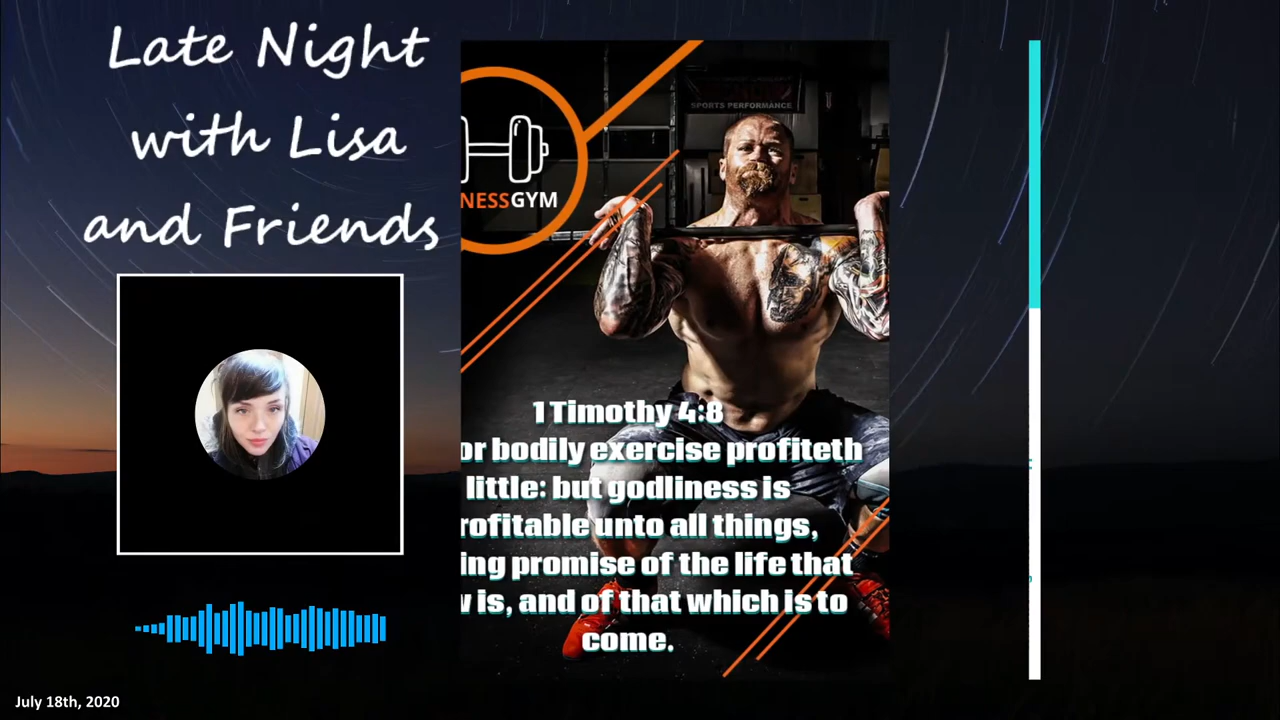 Late Night
with Lisa
and Friends
SPORTS PERFORMANCE
NESSGYM
1 Timothy 4:8
or bodily exercise profiteth
little: but godliness is
rofitable unto all things,
ing promise of the life that
is, and of that which is to
come.
July 18th, 2020